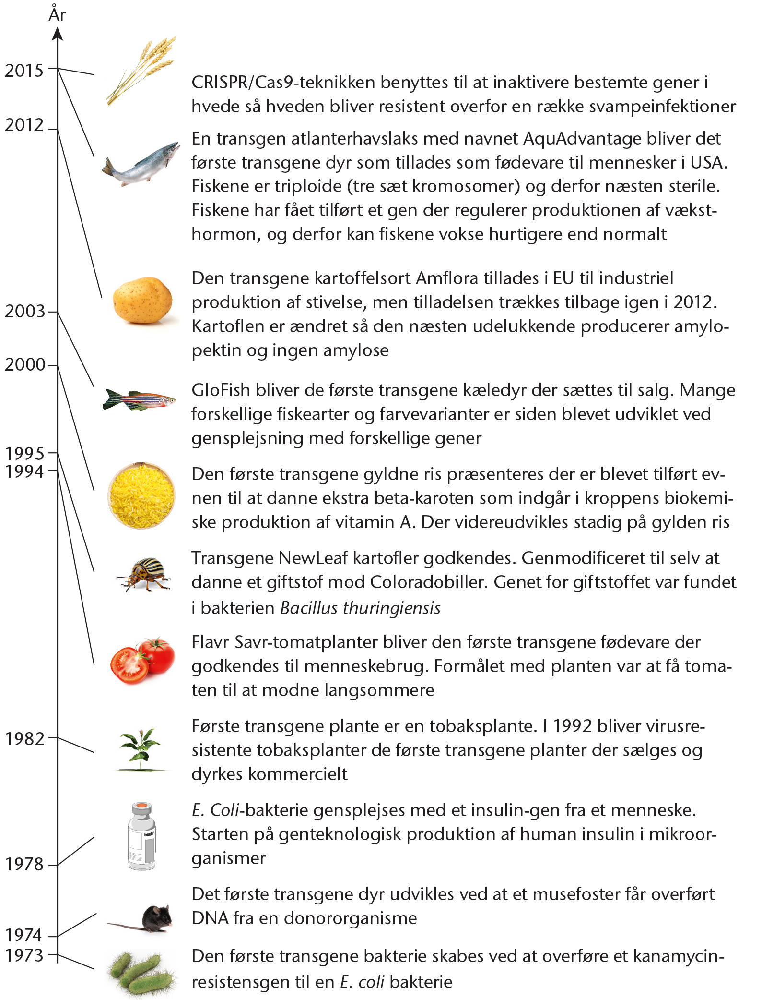 År
2015
CRISPR/Cas9-teknikken benyttes til at inaktivere bestemte gener i
hvede så hveden bliver resistent overfor en række svampeinfektioner
2012
En transgen atlanterhavslaks med navnet AquAdvantage bliver det
første transgene dyr som tillades som fødevare til mennesker i USA.
Fiskene er triploide (tre sæt kromosomer) og derfor næsten sterile.
Fiskene har fået tilført et gen der regulerer produktionen af vækst-
hormon, og derfor kan fiskene vokse hurtigere end normalt
Den transgene kartoffelsort Amflora tillades i EU til industriel
produktion af stivelse, men tilladelsen trækkes tilbage igen i 2012.
Kartoflen er ændret så den næsten udelukkende producerer amylo-
pektin og ingen amylose
2003
2000
GloFish bliver de første transgene kæledyr der sættes til salg. Mange
forskellige fiskearter og farvevarianter er siden blevet udviklet ved
gensplejsning med forskellige gener
1995
1994
Den første transgene gyldne ris præsenteres der er blevet tilført ev-
nen til at danne ekstra beta-karoten som indgår i kroppens biokemi-
ske produktion af vitamin A. Der videreudvikles stadig på gylden ris
Transgene NewLeaf kartofler godkendes. Genmodificeret til selv at
danne et giftstof mod Coloradobiller. Genet for giftstoffet var fundet
i bakterien Bacillus thuringiensis
Flavr Savr-tomatplanter bliver den første transgene fødevare der
godkendes til menneskebrug. Formålet med planten var at få toma-
ten til at modne langsommere
1982
Første transgene plante er en tobaksplante. I 1992 bliver virusre-
sistente tobaksplanter de første transgene planter der sælges og
dyrkes kommercielt
Insulin
E. Coli-bakterie gensplejses med et insulin-gen fra et menneske.
Starten på genteknologisk produktion af human insulin i mikroor-
ganismer
1978
Det første transgene dyr udvikles ved at et musefoster får overført
DNA fra en donororganisme
1974
1973
Den første transgene bakterie skabes ved at overføre et kanamycin-
resistensgen til en E. coli bakterie